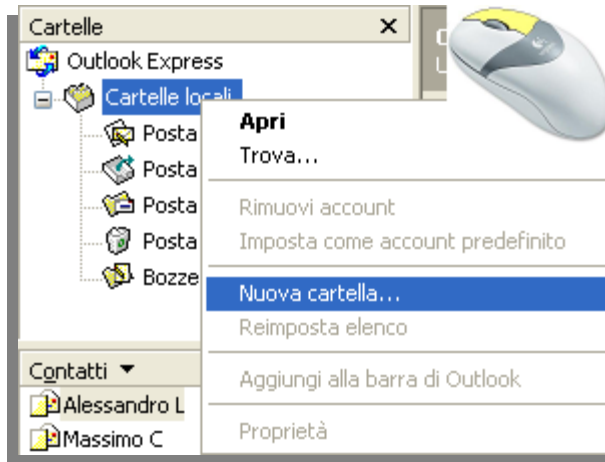 Cartelle
Outlook Express
Cartelle locali
Posta
Posta
Posta
Posta
Bozze
Apri
Trova...
Rimuovi account
Imposta come account predefinito
Nuova cartella...
Reimposta elenco
Aggiungi alla barra di Outlook
Proprietà
Contatti
Alessandro L
Massimo C